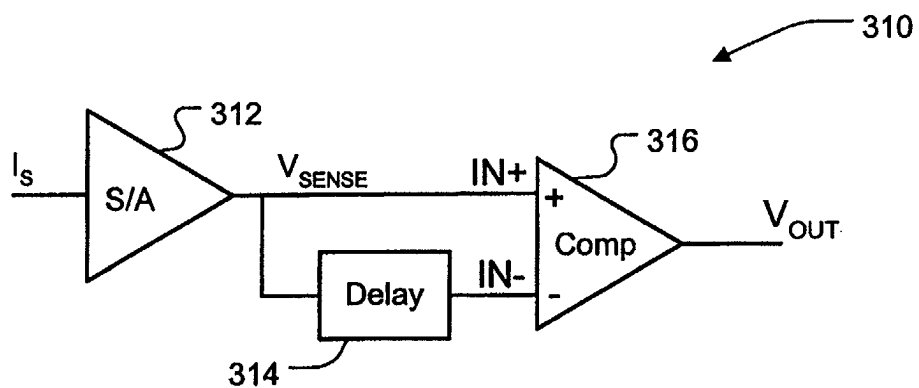 310
312
I_S
S/A
V_SENSE
IN+
316
+
Comp
V_OUT
Delay
IN-
-
314